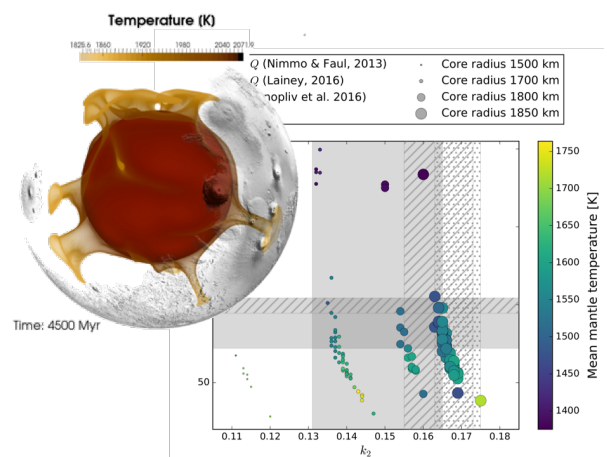 Temperature [K]
1825.6 1860 1920 1980 2040 2071.9
Q (Nimmo & Faul, 2013)
Q (Lainey, 2016)
nopliv et al. 2016)
Core radius 1500 km
Core radius 1700 km
Core radius 1800 km
Core radius 1850 km
Time: 4500 Myr
50
0.11 0.12 0.13 0.14 0.15 0.16 0.17 0.18
k2
1750
1700
1650
1600
1550
1500
1450
1400
Mean mantle temperature [K]